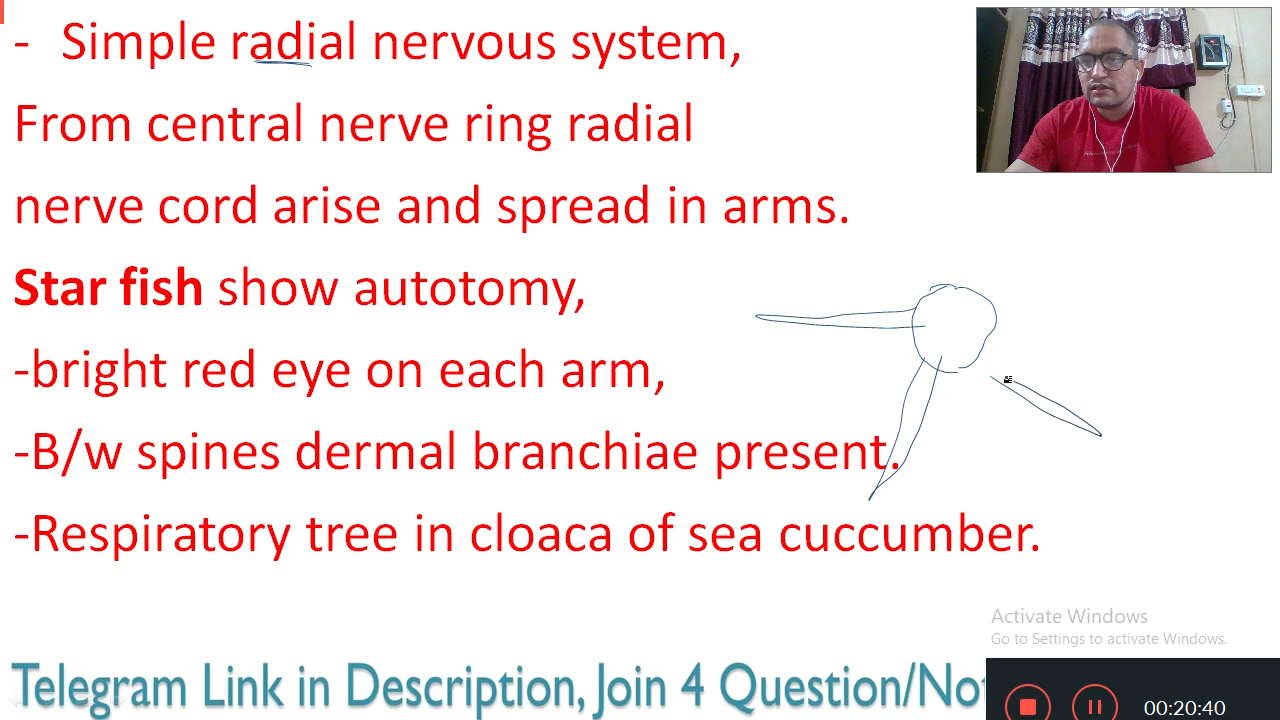 - Simple radial nervous system,
From central nerve ring radial
nerve cord arise and spread in arms.
Star fish show autotomy,
-bright red eye on each arm,
-B/w spines dermal branchiae present.
-Respiratory tree in cloaca of sea cuccumber.
Activate Windows
Go to Settings to activate Windows.
Telegram Link in Description, Join 4 Question/Not
00:20:40